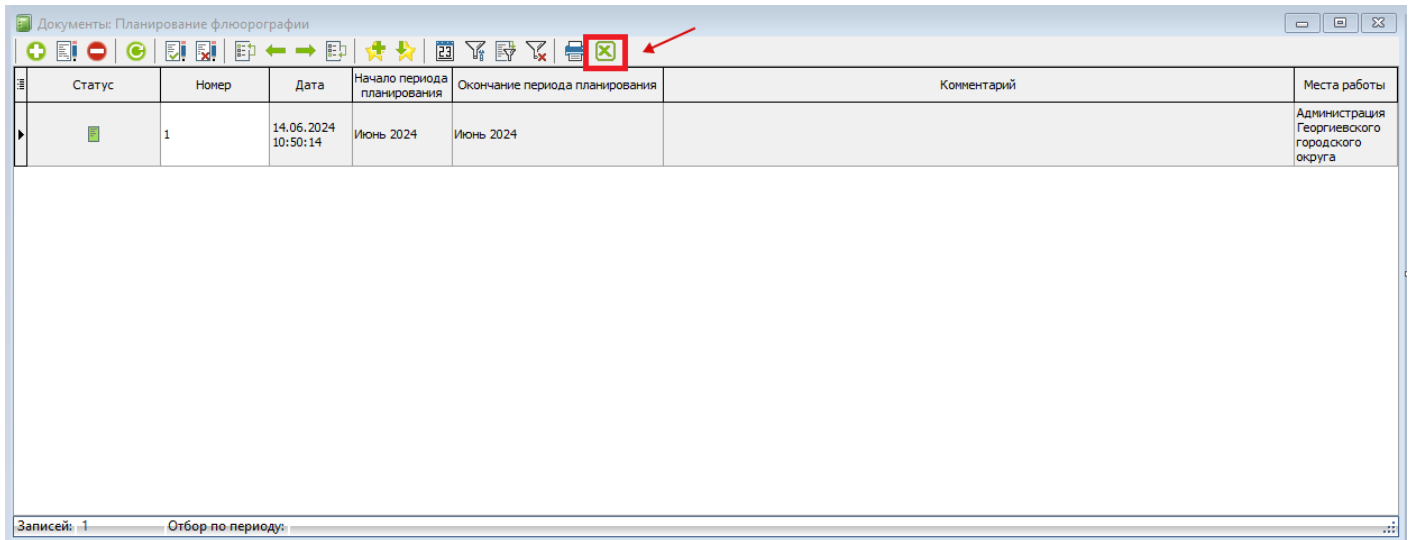 Документы: Планирование флюорографии
23
Статус
Номер
Дата
Начало периода
планирования
Окончание периода планирования
Комментарий
Места работы
1
14.06.2024
10:50:14
Июнь 2024
Июнь 2024
Администрация
Георгиевского
городского
округа
Записей: 1 Отбор по периоду: